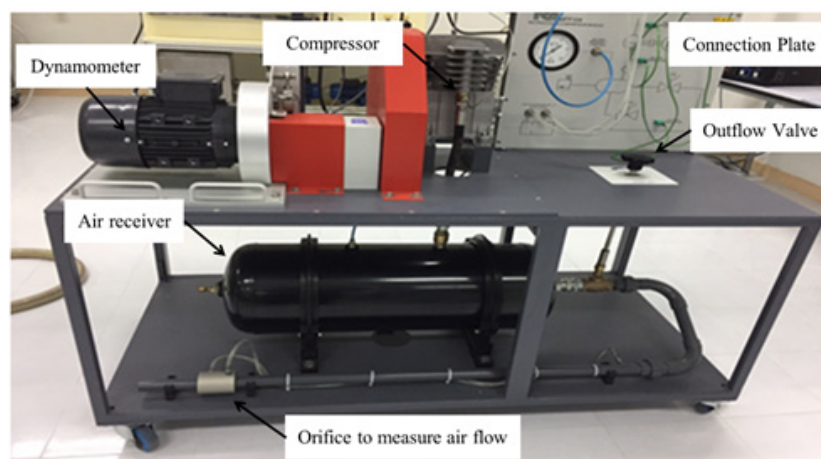 Compressor
Connection Plate
Dynamometer
Outflow Valve
Air receiver
Orifice to measure air flow